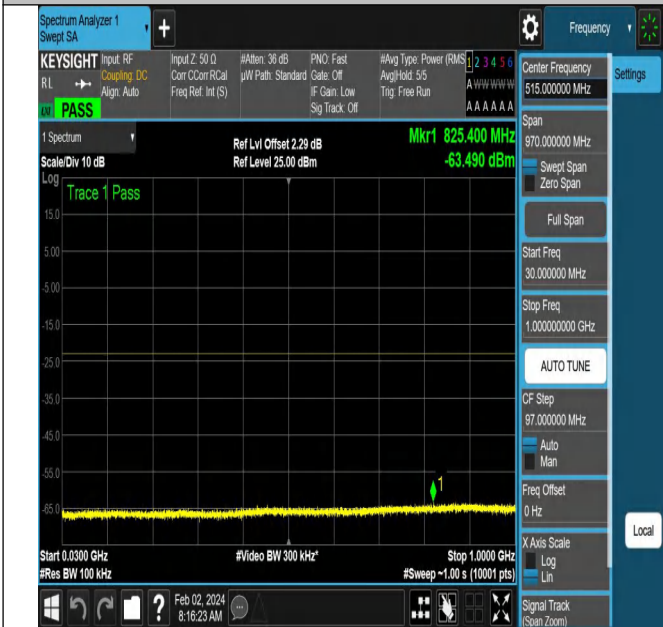 Spectrum Analyzer 1
Swept SA
Frequency
KEYSIGHT
RL
PASS
Input: RF
Coupling: DC
Align: Auto
Input Z: 50 Ω
Corr CCorr RCal
Freq Ref: Int (S)
#Atten: 36 dB
µW Path: Standard
PNO: Fast
Gate: Off
IF Gain: Low
Sig Track: Off
#Avg Type: Power (RMS
Avg|Hold: 5/5
Trig: Free Run
1 2 3 4 5 6
A W W W W W
A A A A A A
1 Spectrum
Scale/Div 10 dB
Ref Lvl Offset 2.29 dB
Ref Level 25.00 dBm
Mkr1 825.400 MHz
-63.490 dBm
Log
Trace 1 Pass
15.0
5.00
-5.00
-15.0
-25.0
-35.0
-45.0
-55.0
-65.0
1
Start 0.0300 GHz
#Res BW 100 kHz
#Video BW 300 kHz*
Stop 1.0000 GHz
#Sweep ~1.00 s (10001 pts)
?
Feb 02, 2024
8:16:23 AM
Center Frequency
515.000000 MHz
Span
970.000000 MHz
Swept Span
Zero Span
Full Span
Start Freq
30.000000 MHz
Stop Freq
1.000000000 GHz
AUTO TUNE
CF Step
97.000000 MHz
Auto
Man
Freq Offset
0 Hz
X Axis Scale
Log
Lin
Signal Track
(Span Zoom)
Settings
Local